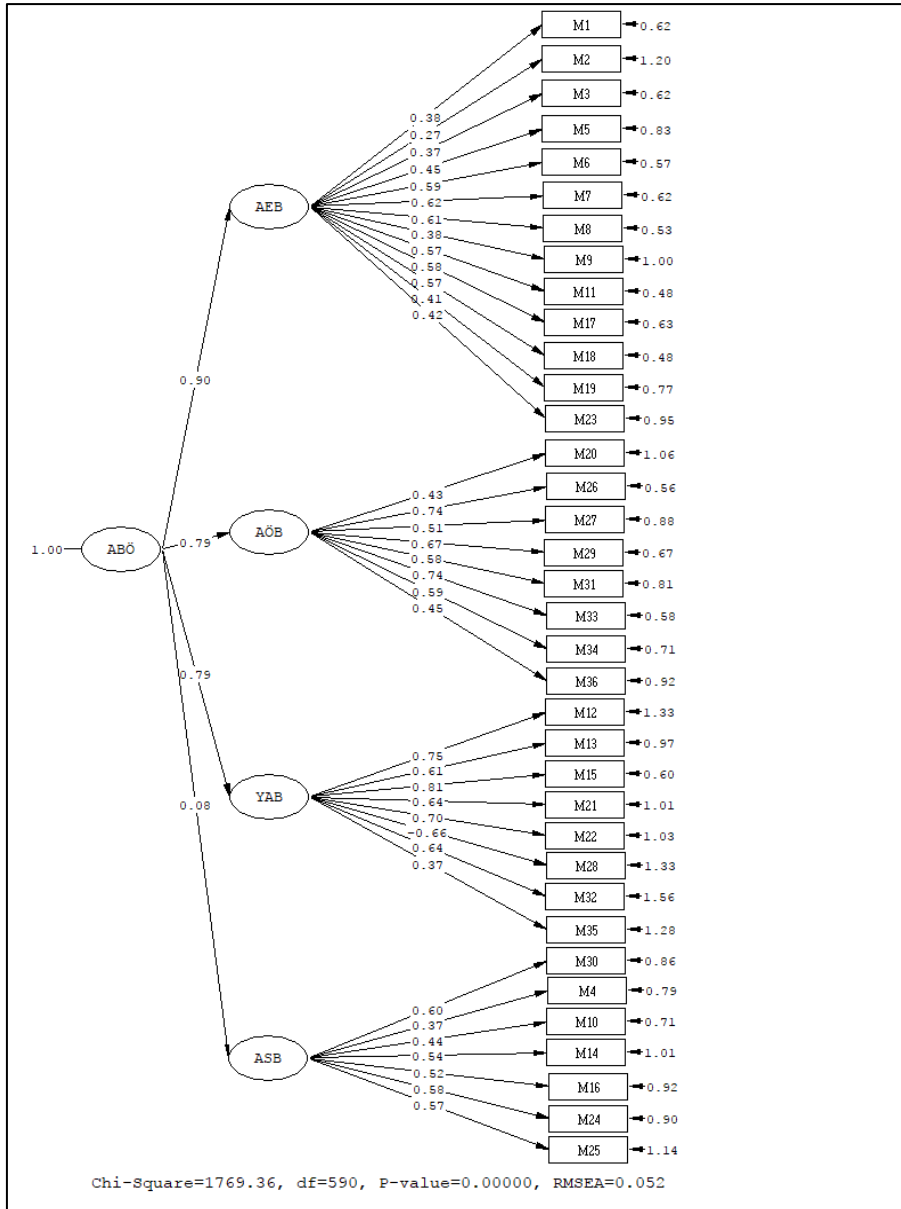 M1 0.62
M2 1.20
M3 0.62
M5 0.83
M6 0.57
M7 0.62
M8 0.53
M9 1.00
M11 0.48
M17 0.63
M18 0.48
M19 0.77
M23 0.95
0.38
0.27
0.37
0.45
0.59
0.62
0.61
0.38
0.57
0.58
0.57
0.41
0.42
AEB
0.90
M20 1.06
M26 0.56
M27 0.88
M29 0.67
M31 0.81
M33 0.58
M34 0.71
M36 0.92
0.43
0.74
0.51
0.67
0.58
0.74
0.59
0.45
AÖB
0.79
1.00 ABÖ
0.79
M12 1.33
M13 0.97
M15 0.60
M21 1.01
M22 1.03
M28 1.33
M32 1.56
M35 1.28
0.75
0.61
0.81
0.64
0.70
-0.66
0.64
0.37
YAB
0.08
M30 0.86
M4 0.79
M10 0.71
M14 1.01
M16 0.92
M24 0.90
M25 1.14
0.60
0.37
0.44
0.54
0.52
0.58
0.57
ASB
Chi-Square=1769.36, df=590, P-value=0.00000, RMSEA=0.052